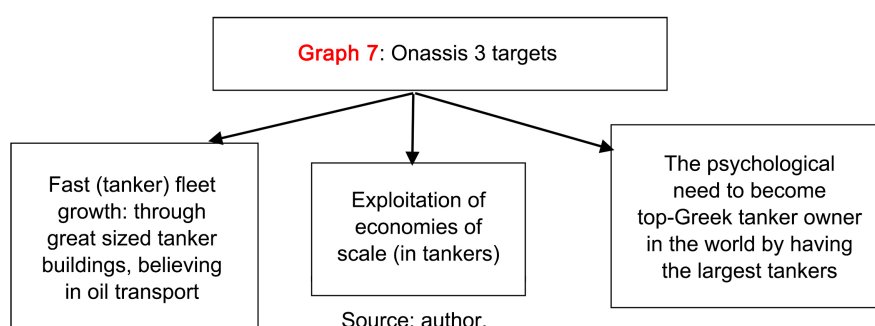 Graph 7: Onassis 3 targets
Fast (tanker) fleet
growth: through
great sized tanker
buildings, believing
in oil transport
Exploitation of
economies of
scale (in tankers)
The psychological
need to become
top-Greek tanker owner
in the world by having
the largest tankers
Source: author.